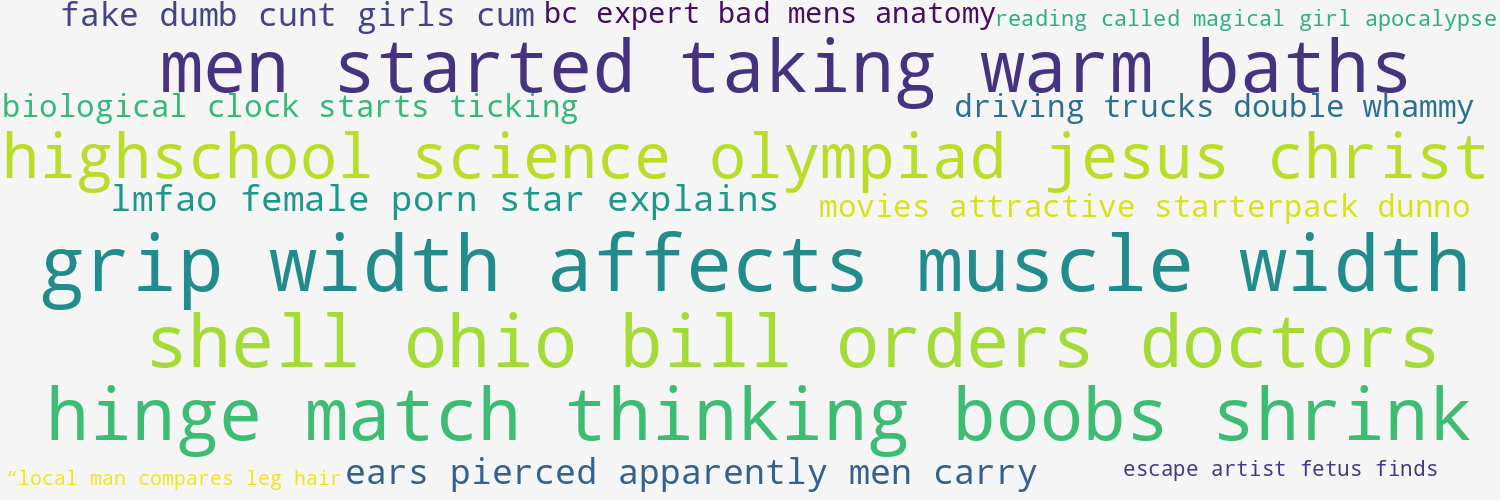 fake dumb cunt girls cum bc expert bad mens anatomy reading called magical girl apocalypse
men started taking warm baths
biological clock starts ticking driving trucks double whammy
highschool science olympiad jesus christ
lmfao female porn star explains movies attractive starterpack dunno
grip width affects muscle width
shell ohio bill orders doctors
hinge match thinking boobs shrink
“local man compares leg hair ears pierced apparently men carry escape artist fetus finds